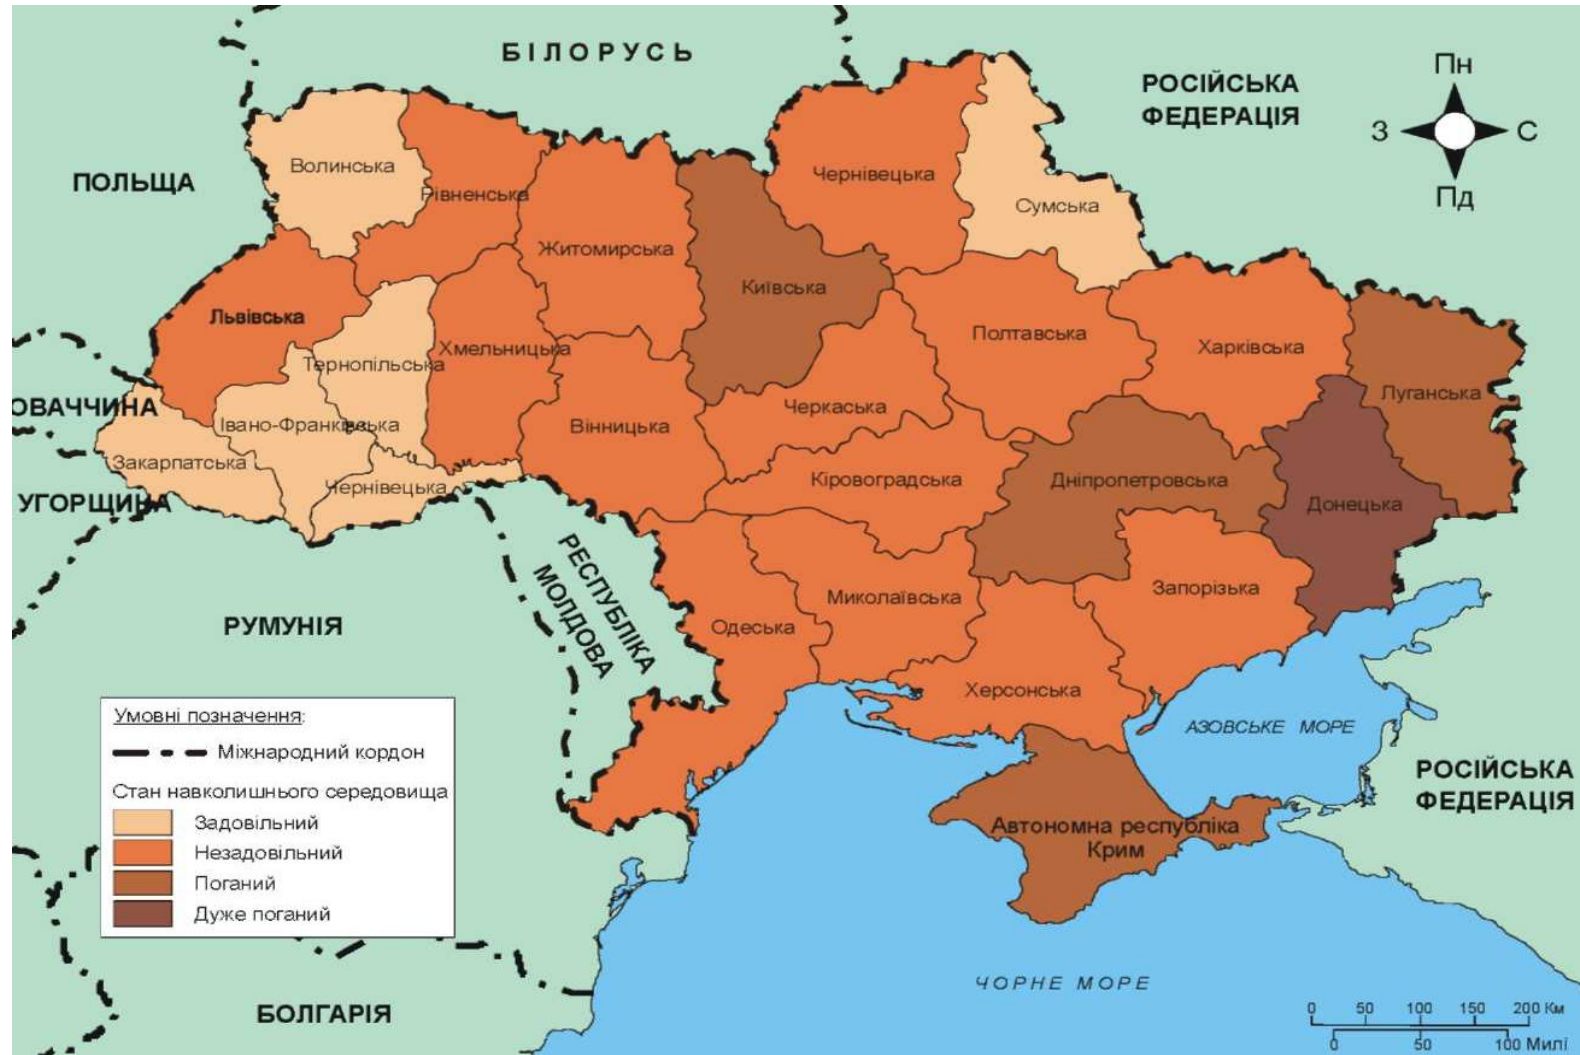 БІЛОРУСЬ
РОСІЙСЬКА
ФЕДЕРАЦІЯ
Пн
З
С
Пд
ПОЛЬЩА
Волинська
Рівненська
Житомирська
Київська
Чернівецька
Сумська
Львівська
Тернопільська
Хмельницька
Вінницька
Черкаська
Полтавська
Харківська
Луганська
ОВАЧЧИНА
Івано-Франківська
Закарпатська
Чернівецька
УГОРЩИНА
Кіровоградська
Дніпропетровська
Донецька
РЕСПУБЛІКА
МОЛДОВА
РУМУНІЯ
Одеська
Миколаївська
Запорізька
Херсонська
АЗОВСЬКЕ МОРЕ
РОСІЙСЬКА
ФЕДЕРАЦІЯ
Автономна республіка
Крим
Умовні позначення:
Міжнародний кордон
Стан навколишнього середовища
Задовільний
Незадовільний
Поганий
Дуже поганий
ЧОРНЕ МОРЕ
БОЛГАРІЯ
0 50 100 150 200 Км
0 50 100 Милі